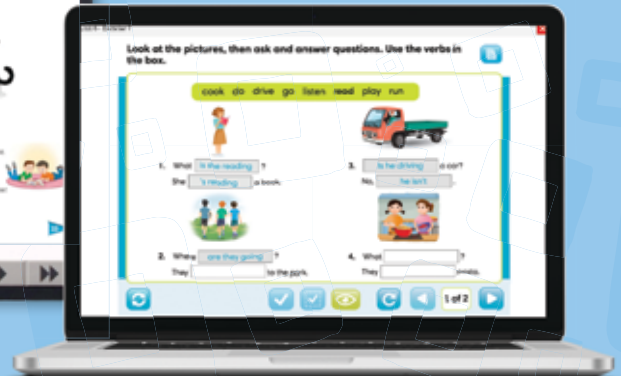 Look at the pictures, then ask and answer questions. Use the verbs in
the box.
cook do drive go listen read play run
1. What is she reading ?
She 's reading a book.
2. Where are they going ?
They to the park.
3. Is he driving a car?
No, he isn't .
4. What ?
They
1 of 2